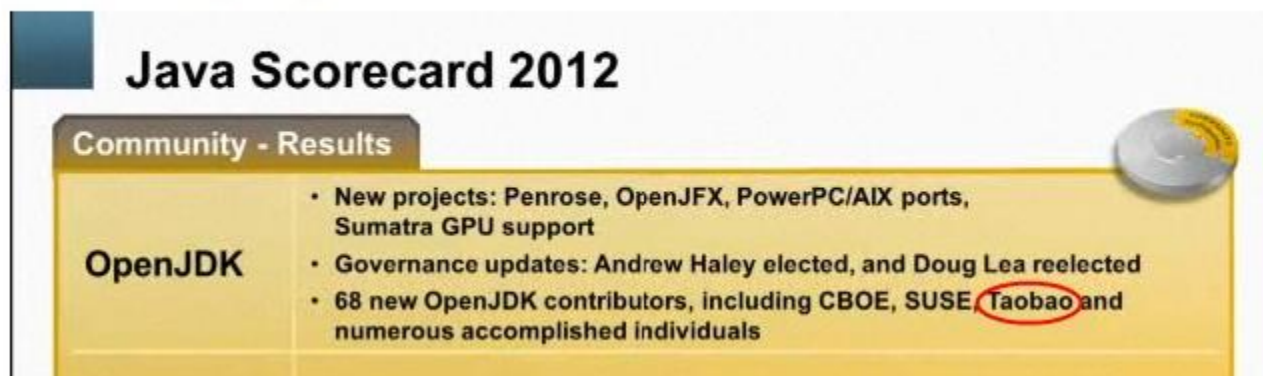 Java Scorecard 2012
Community - Results
OpenJDK
• New projects: Penrose, OpenJFX, PowerPC/AIX ports,
Sumatra GPU support
• Governance updates: Andrew Haley elected, and Doug Lea reelected
• 68 new OpenJDK contributors, including CBOE, SUSE, Taobao and
numerous accomplished individuals